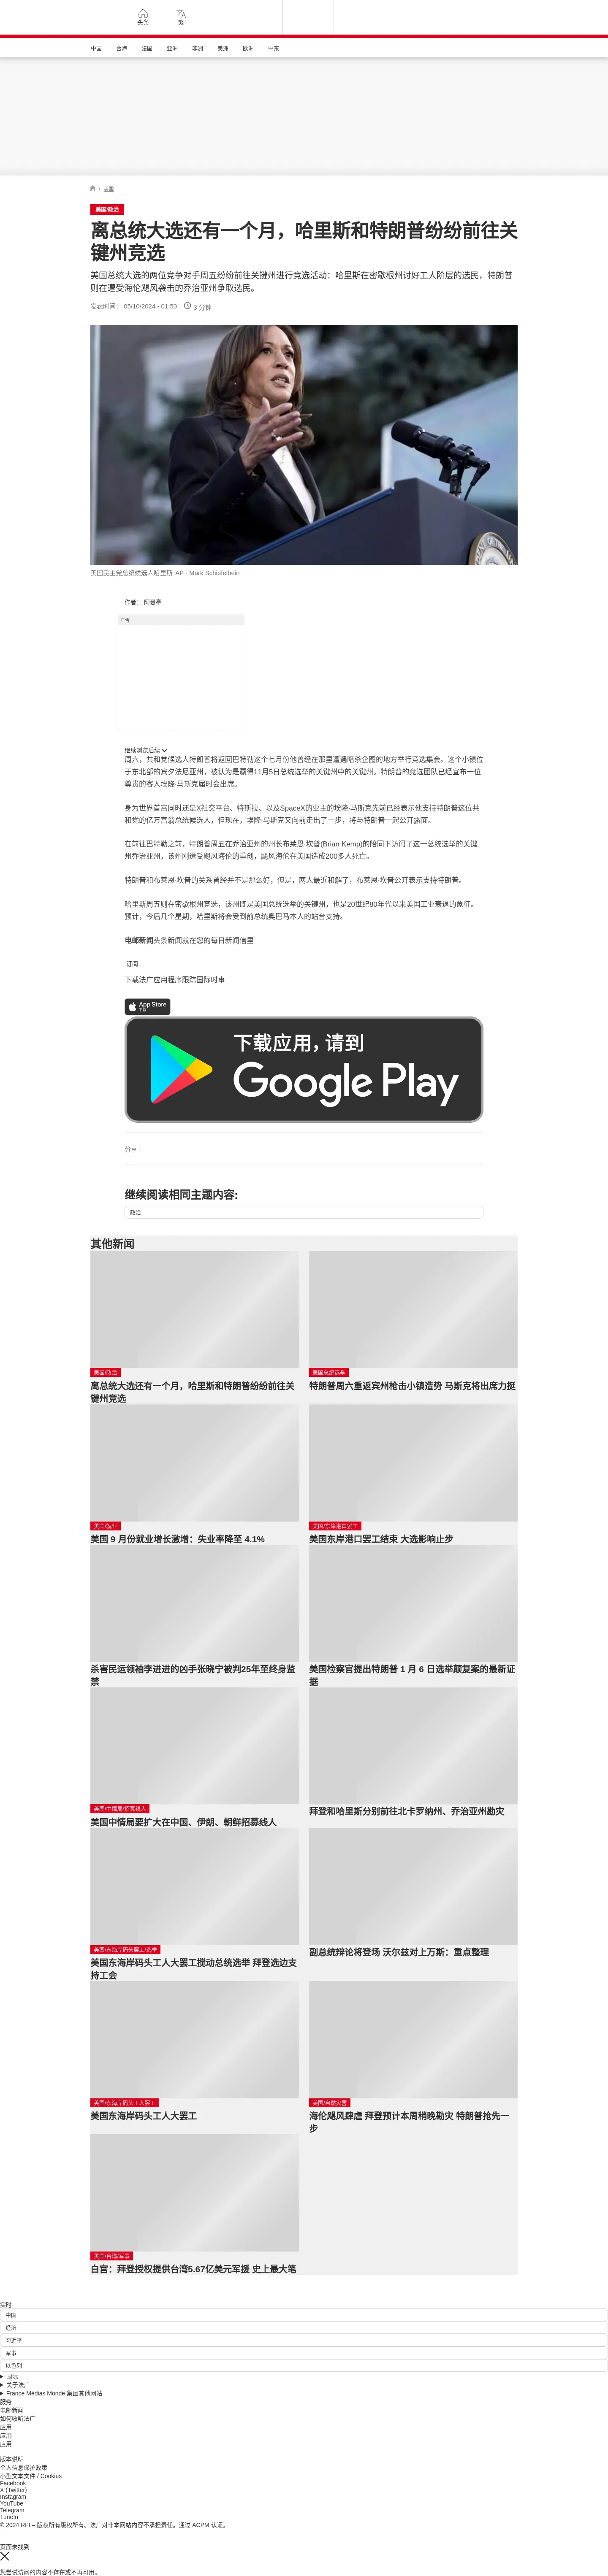 头条
繁
中国 台海 法国 亚洲 非洲 美洲 欧洲 中东
/ 美国
美国/政治
离总统大选还有一个月，哈里斯和特朗普纷纷前往关
键州竞选
美国总统大选的两位竞争对手周五纷纷前往关键州进行竞选活动：哈里斯在密歇根州讨好工人阶层的选民，特朗普
则在遭受海伦飓风袭击的乔治亚州争取选民。
发表时间： 05/10/2024 - 01:50 3 分钟
美国民主党总统候选人哈里斯 AP - Mark Schiefelbein
作者： 阿曼亭
广告
继续浏览后续
周六，共和党候选人特朗普将返回巴特勒这个七月份他曾经在那里遭遇暗杀企图的地方举行竞选集会。这个小镇位
于东北部的宾夕法尼亚州，被认为是赢得11月5日总统选举的关键州中的关键州。特朗普的竞选团队已经宣布一位
尊贵的客人埃隆·马斯克届时会出席。
身为世界首富同时还是X社交平台、特斯拉、以及SpaceX的业主的埃隆·马斯克先前已经表示他支持特朗普这位共
和党的亿万富翁总统候选人，但现在，埃隆·马斯克又向前走出了一步，将与特朗普一起公开露面。
在前往巴特勒之前，特朗普周五在乔治亚州的州长布莱恩·坎普(Brian Kemp)的陪同下访问了这一总统选举的关键
州乔治亚州，该州刚遭受飓风海伦的重创，飓风海伦在美国造成200多人死亡。
特朗普和布莱恩·坎普的关系曾经并不是那么好，但是，两人最近和解了，布莱恩·坎普公开表示支持特朗普。
哈里斯周五则在密歇根州竞选，该州既是美国总统选举的关键州，也是20世纪80年代以来美国工业衰退的象征。
预计，今后几个星期，哈里斯将会受到前总统奥巴马本人的站台支持。
电邮新闻头条新闻就在您的每日新闻信里
订阅
下载法广应用程序跟踪国际时事
App Store
下载
下载应用，请到
Google Play
分享 :
继续阅读相同主题内容:
政治
其他新闻
美国/政治
离总统大选还有一个月，哈里斯和特朗普纷纷前往关
键州竞选
美国总统选举
特朗普周六重返宾州枪击小镇造势 马斯克将出席力挺
美国/就业
美国 9 月份就业增长激增：失业率降至 4.1%
美国/东岸港口罢工
美国东岸港口罢工结束 大选影响止步
杀害民运领袖李进进的凶手张晓宁被判25年至终身监
禁
美国检察官提出特朗普 1 月 6 日选举颠复案的最新证
据
美国/中情局/招募线人
美国中情局要扩大在中国、伊朗、朝鲜招募线人
拜登和哈里斯分别前往北卡罗纳州、乔治亚州勘灾
美国/东海岸码头罢工/选举
美国东海岸码头工人大罢工搅动总统选举 拜登选边支
持工会
副总统辩论将登场 沃尔兹对上万斯：重点整理
美国/东海岸码头工人罢工
美国东海岸码头工人大罢工
美国/自然灾害
海伦飓风肆虐 拜登预计本周稍晚勘灾 特朗普抢先一
步
美国/台湾/军事
白宫：拜登授权提供台湾5.67亿美元军援 史上最大笔
实时
中国
经济
习近平
军事
以色列
国际
关于法广
France Médias Monde 集团其他网站
服务
电邮新闻
如何收听法广
应用
应用
应用
版本说明
个人信息保护政策
小型文本文件 / Cookies
Facebook
X (Twitter)
Instagram
YouTube
Telegram
TuneIn
© 2024 RFI – 版权所有版权所有。法广对非本网站内容不承担责任。通过 ACPM 认证。
页面未找到
您尝试访问的内容不存在或不再可用。